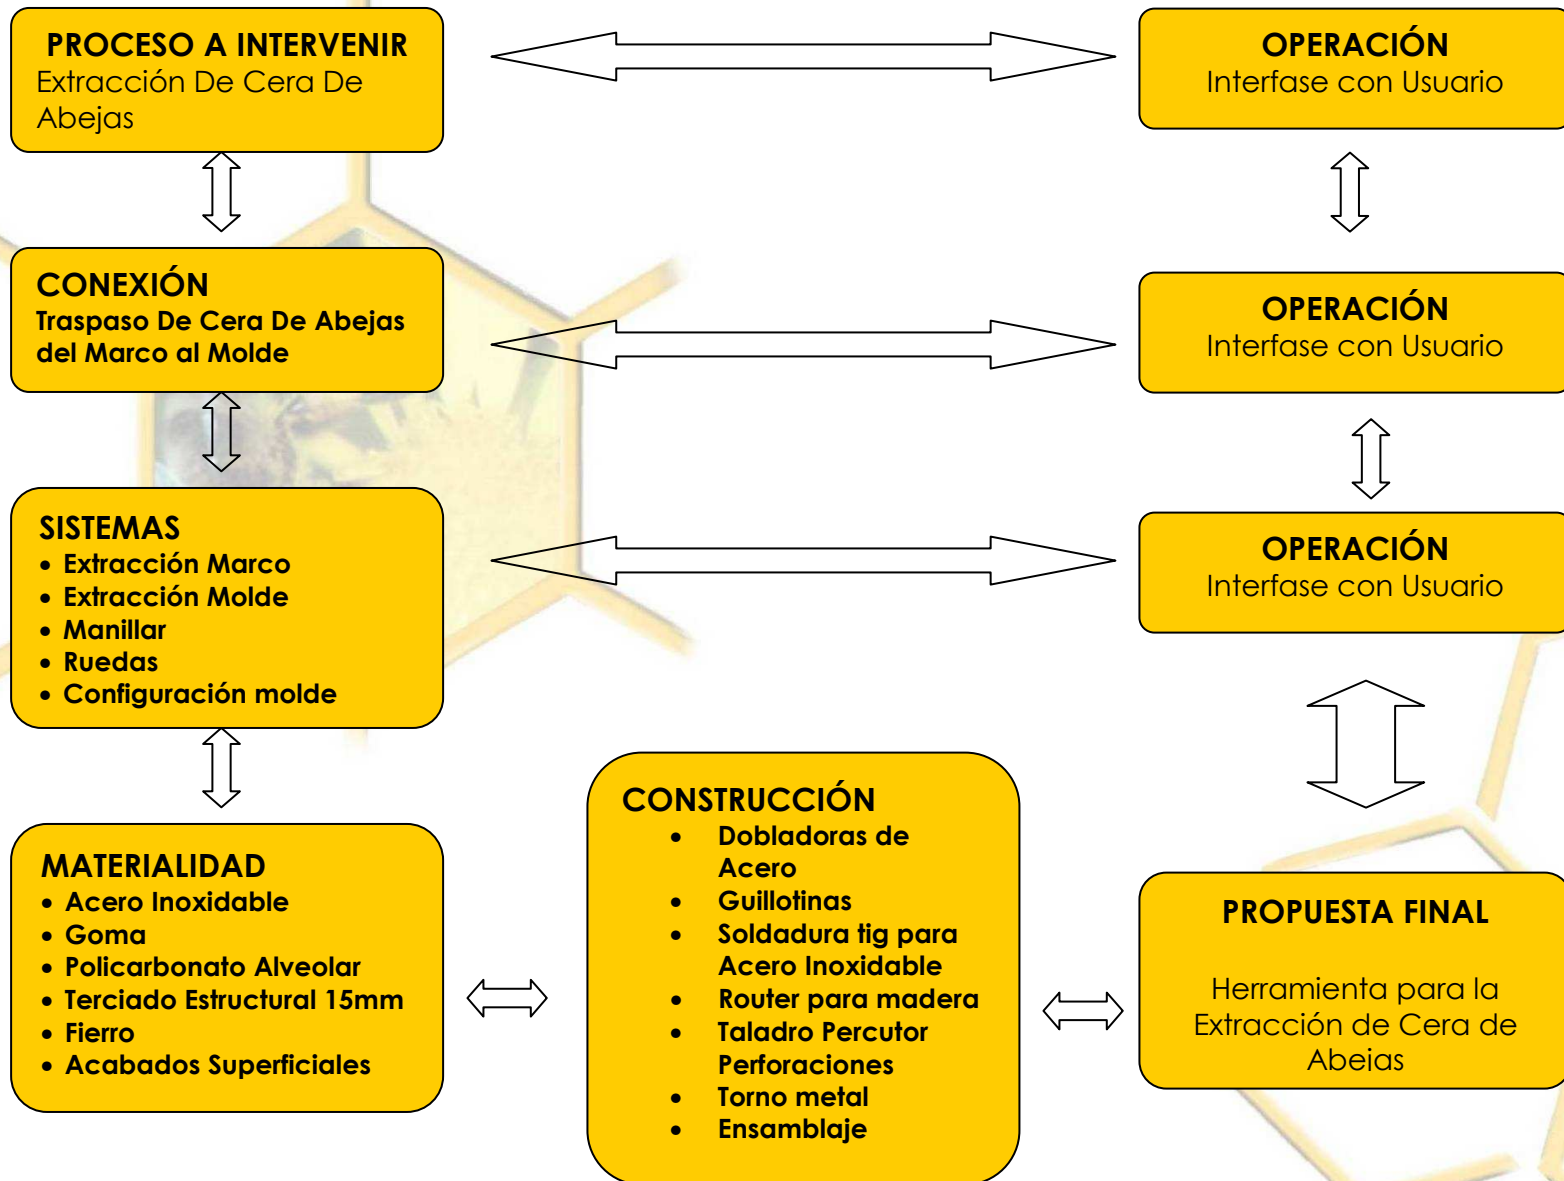 PROCESO A INTERVENIR
Extracción De Cera De
Abejas
OPERACIÓN
Interfase con Usuario
CONEXIÓN
Traspaso De Cera De Abejas
del Marco al Molde
OPERACIÓN
Interfase con Usuario
SISTEMAS
• Extracción Marco
• Extracción Molde
• Manillar
• Ruedas
• Configuración molde
OPERACIÓN
Interfase con Usuario
MATERIALIDAD
• Acero Inoxidable
• Goma
• Policarbonato Alveolar
• Terciado Estructural 15mm
• Fierro
• Acabados Superficiales
CONSTRUCCIÓN
• Dobladoras de
Acero
• Guillotinas
• Soldadura tig para
Acero Inoxidable
• Router para madera
• Taladro Percutor
Perforaciones
• Torno metal
• Ensamblaje
PROPUESTA FINAL
Herramienta para la
Extracción de Cera de
Abejas